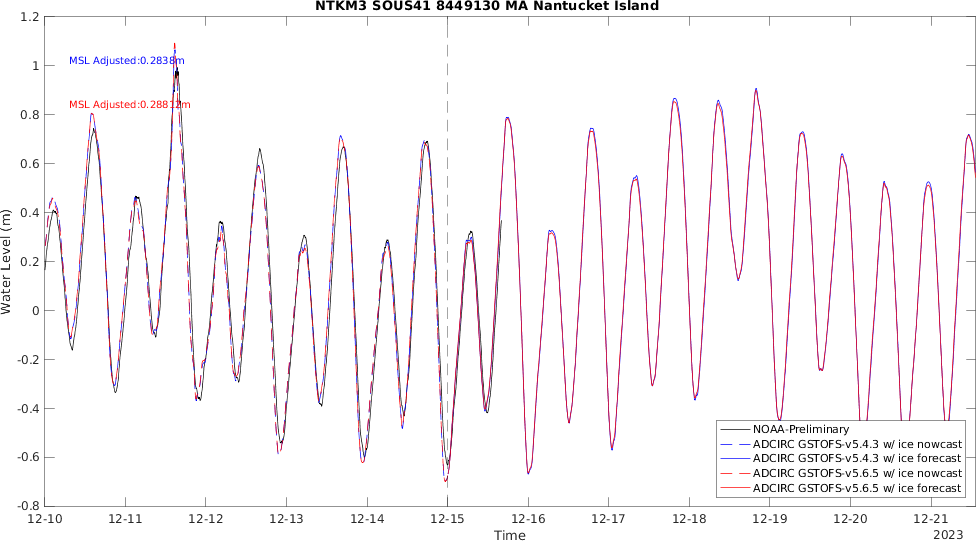 NTKM3 SOUS41 8449130 MA Nantucket Island
MSL Adjusted:0.2838m
MSL Adjusted:0.28812m
Water Level (m)
1.2
1
0.8
0.6
0.4
0.2
0
-0.2
-0.4
-0.6
-0.8
NOAA-Preliminary
ADCIRC GSTOFS-v5.4.3 w/ ice nowcast
ADCIRC GSTOFS-v5.4.3 w/ ice forecast
ADCIRC GSTOFS-v5.6.5 w/ ice nowcast
ADCIRC GSTOFS-v5.6.5 w/ ice forecast
12-10 12-11 12-12 12-13 12-14 12-15 12-16 12-17 12-18 12-19 12-20 12-21
2023
Time